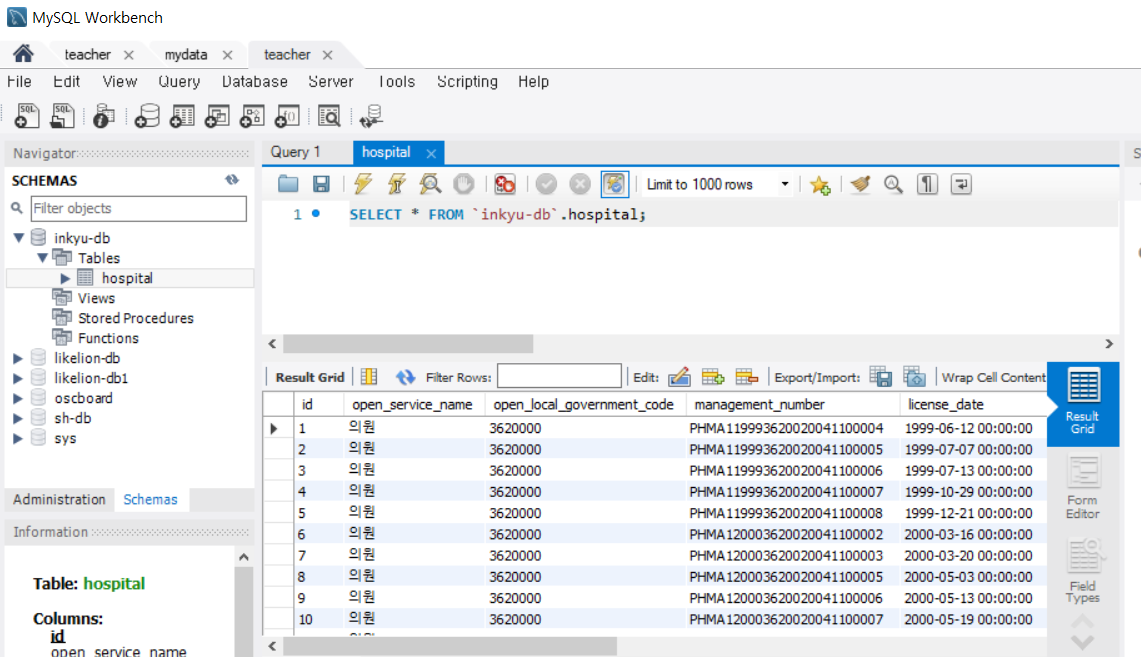 MySQL Workbench
teacher mydata teacher
File Edit View Query Database Server Tools Scripting Help
Navigator
SCHEMAS
Filter objects
inkyu-db
Tables
hospital
Views
Stored Procedures
Functions
likelion-db
likelion-db1
oscboard
sh-db
sys
Administration Schemas
Information
Table: hospital
Columns:
id
open_service_name
Query 1 hospital
Limit to 1000 rows
1 SELECT * FROM `inkyu-db`.hospital;
Result Grid Filter Rows: Edit: Export/Import: Wrap Cell Content
id open_service_name open_local_government_code management_number license_date
1 의원 3620000 PHMA119993620020041100004 1999-06-12 00:00:00
2 의원 3620000 PHMA119993620020041100005 1999-07-07 00:00:00
3 의원 3620000 PHMA119993620020041100006 1999-07-13 00:00:00
4 의원 3620000 PHMA119993620020041100007 1999-10-29 00:00:00
5 의원 3620000 PHMA119993620020041100008 1999-12-21 00:00:00
6 의원 3620000 PHMA120003620020041100002 2000-03-16 00:00:00
7 의원 3620000 PHMA120003620020041100003 2000-03-20 00:00:00
8 의원 3620000 PHMA120003620020041100005 2000-05-03 00:00:00
9 의원 3620000 PHMA120003620020041100006 2000-05-13 00:00:00
10 의원 3620000 PHMA120003620020041100007 2000-05-19 00:00:00
Result
Grid
Form
Editor
Field
Types